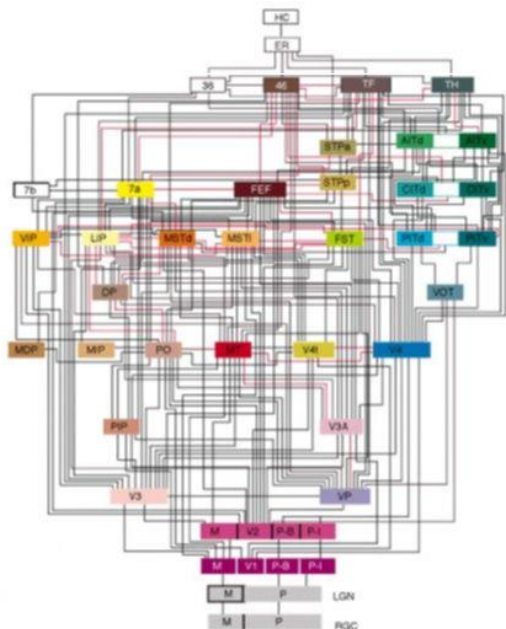 HC
ER
36 46 TF TH
STPa AITd AITv
7b 7a FEF STPp CITd CITv
VIP LIP MSTd MSTl FST PITd PITv
DP VOT
MDP MIP PO MT V4t V4
PIP V3A
V3 VP
M V2 P-B P-I
M V1 P-B P-I
M P LGN
M P RGC